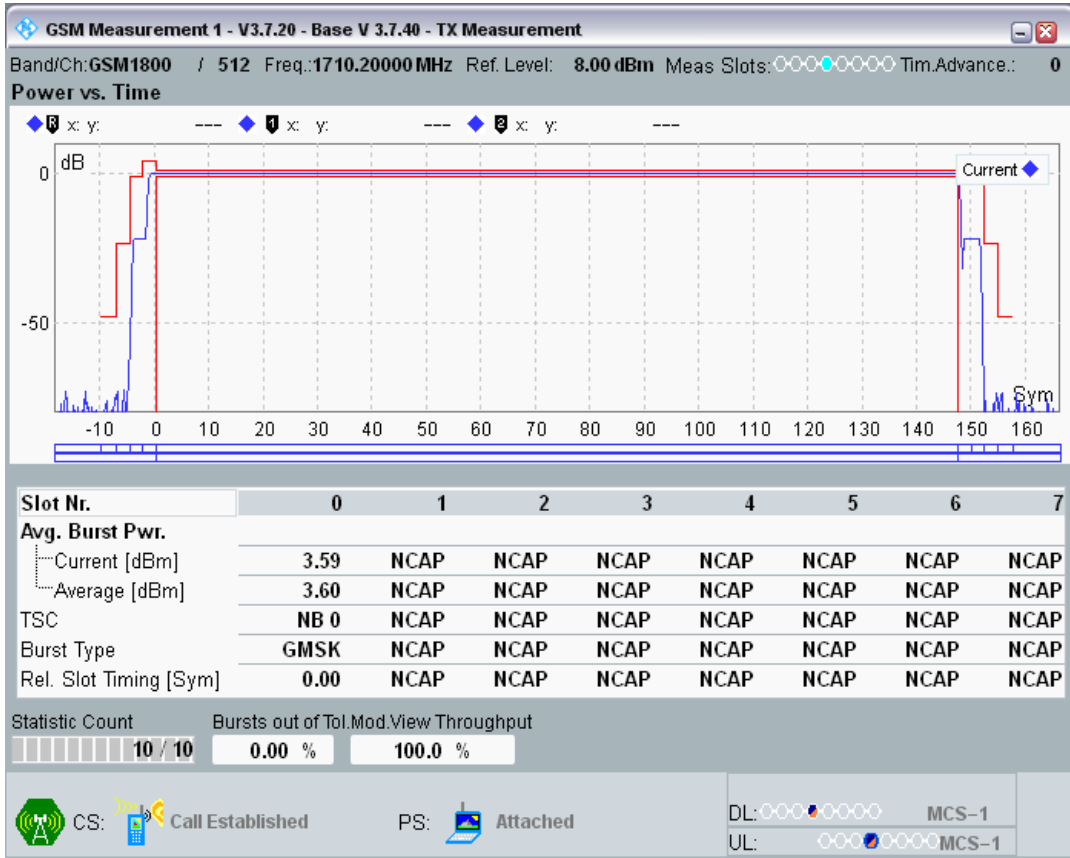 GSM Measurement 1 - V3.7.20 - Base V 3.7.40 - TX Measurement
Band/Ch:GSM1800 / 512 Freq.:1710.20000 MHz Ref. Level: 8.00 dBm Meas Slots: Tim.Advance.: 0
Power vs. Time
R x: y: --- 1 x: y: --- 2 x: y: ---
dB
Current
0
-50
Sym
-10 0 10 20 30 40 50 60 70 80 90 100 110 120 130 140 150 160
Slot Nr. 0 1 2 3 4 5 6 7
Avg. Burst Pwr.
Current [dBm] 3.59 NCAP NCAP NCAP NCAP NCAP NCAP NCAP
Average [dBm] 3.60 NCAP NCAP NCAP NCAP NCAP NCAP NCAP
TSC NB 0 NCAP NCAP NCAP NCAP NCAP NCAP NCAP
Burst Type GMSK NCAP NCAP NCAP NCAP NCAP NCAP NCAP
Rel. Slot Timing [Sym] 0.00 NCAP NCAP NCAP NCAP NCAP NCAP NCAP
Statistic Count Bursts out of Tol.Mod.View Throughput
10 / 10 0.00 % 100.0 %
CS: Call Established PS: Attached
DL: MCS-1
UL: MCS-1